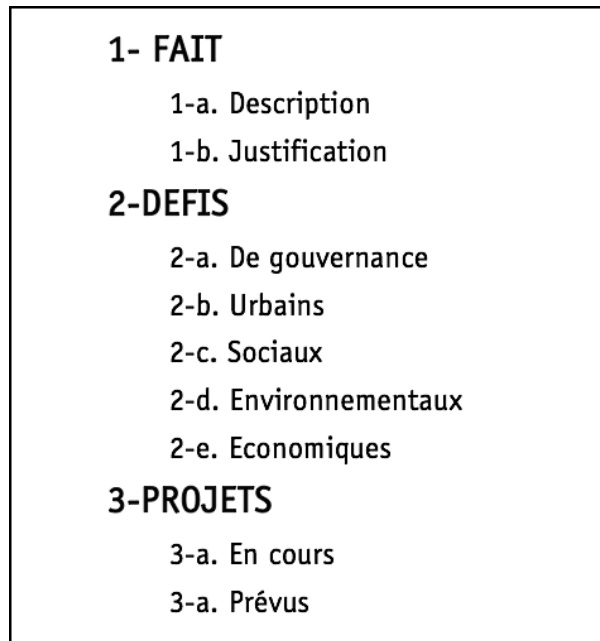 1- FAIT
1-a. Description
1-b. Justification
2-DEFIS
2-a. De gouvernance
2-b. Urbains
2-c. Sociaux
2-d. Environnementaux
2-e. Economiques
3-PROJETS
3-a. En cours
3-a. Prévus